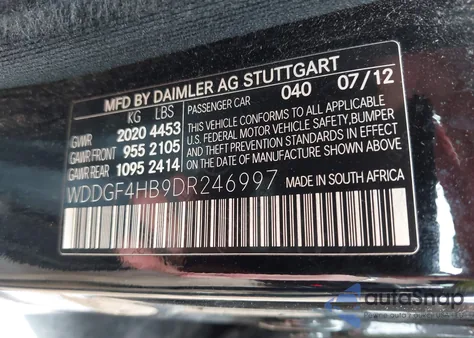 MFD BY DAIMLER AG STUTTGART
KG LBS PASSENGER CAR 040 07/12
GVWR 2020 4453 THIS VEHICLE CONFORMS TO ALL APPLICABLE
GAWR FRONT 955 2105 U.S. FEDERAL MOTOR VEHICLE SAFETY, BUMPER
GAWR REAR 1095 2414 AND THEFT PREVENTION STANDARDS IN EFFECT
ON THE DATE OF MANUFACTURE SHOWN ABOVE.
WDDGF4HB9DR246997 MADE IN SOUTH AFRICA
autoSnap